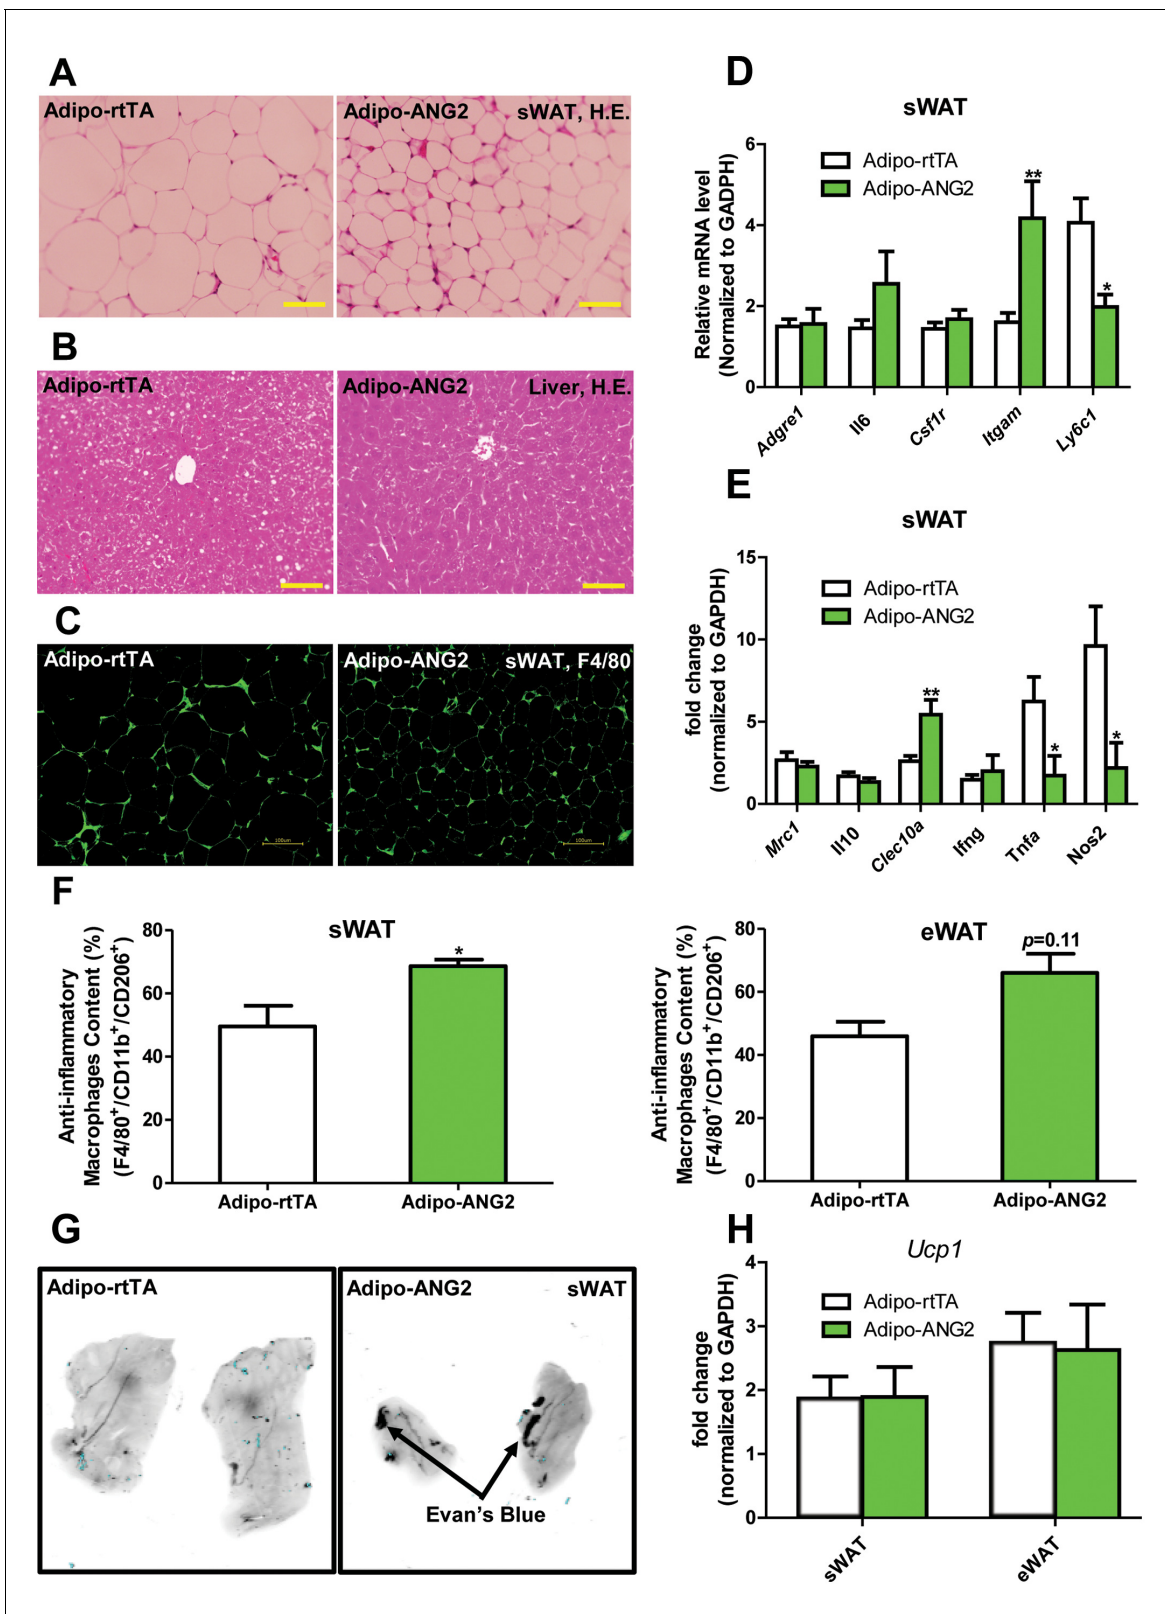 A
Adipo-rtTA
Adipo-ANG2
sWAT, H.E.
B
Adipo-rtTA
Adipo-ANG2
Liver, H.E.
C
Adipo-rtTA
Adipo-ANG2
sWAT, F4/80
100um
100um
D
sWAT
Relative mRNA level
(Normalized to GADPH)
6
4
2
0
Adipo-rtTA
Adipo-ANG2
**
*
Adgre1
Il6
Csf1r
Itgam
Ly6c1
E
sWAT
fold change
(normalized to GAPDH)
15
10
5
0
Adipo-rtTA
Adipo-ANG2
**
*
*
Mrc1
Il10
Clec10a
Ifng
Tnfa
Nos2
F
sWAT
Anti-inflammatory
Macrophages Content (%)
(F4/80+/CD11b+/CD206+)
80
60
40
20
0
*
Adipo-rtTA
Adipo-ANG2
eWAT
Anti-inflammatory
Macrophages Content (%)
(F4/80+/CD11b+/CD206+)
80
60
40
20
0
p=0.11
Adipo-rtTA
Adipo-ANG2
G
Adipo-rtTA
Adipo-ANG2
sWAT
Evan's Blue
H
Ucp1
fold change
(normalized to GAPDH)
4
3
2
1
0
Adipo-rtTA
Adipo-ANG2
sWAT
eWAT